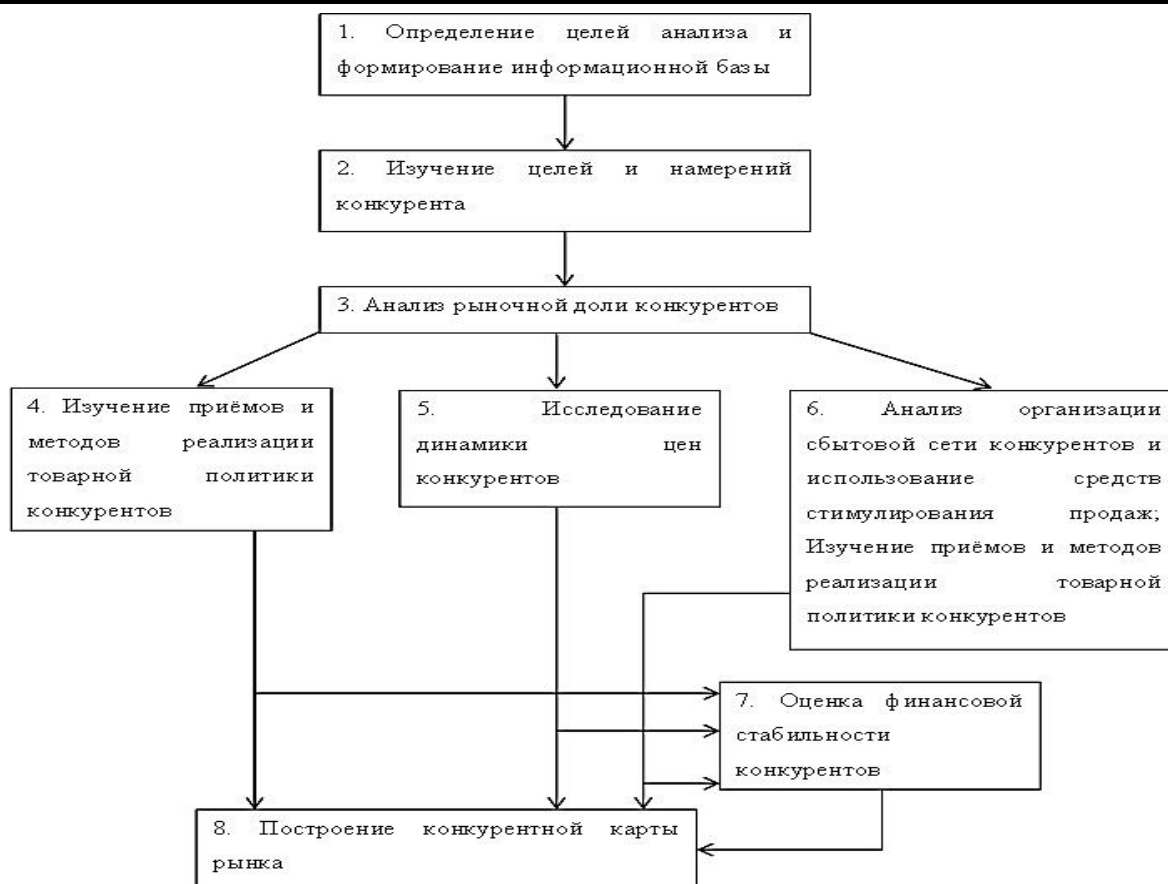 1. Определение целей анализа и
формирование информационной базы
2. Изучение целей и намерений
конкурента
3. Анализ рыночной доли конкурентов
4. Изучение приёмов и
методов реализации
товарной политики
конкурентов
5. Исследование
динамики цен
конкурентов
6. Анализ организации
сбытовой сети конкурентов и
использование средств
стимулирования продаж;
Изучение приёмов и методов
реализации товарной
политики конкурентов
7. Оценка финансовой
стабильности
конкурентов
8. Построение конкурентной карты
рынка